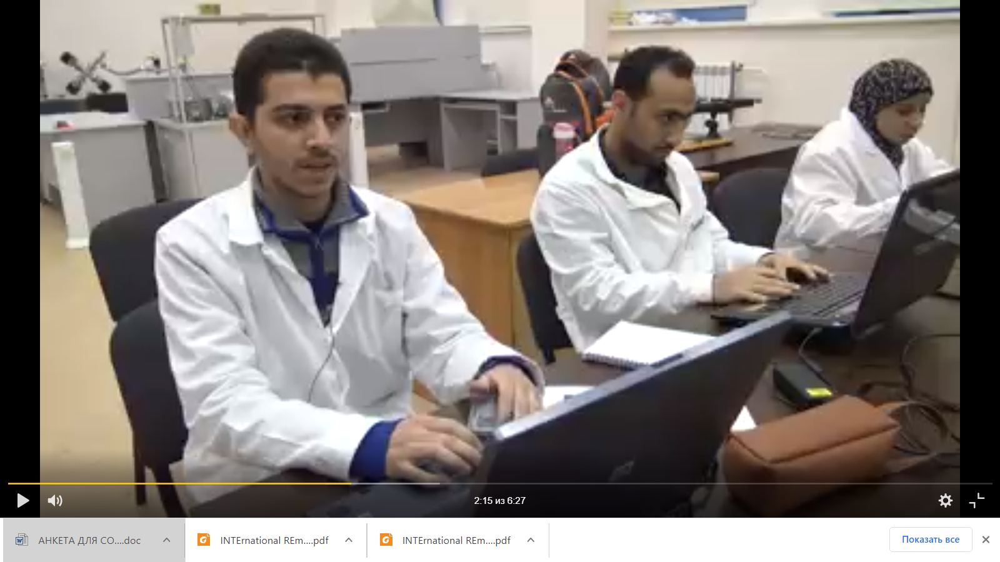 2:15 из 6:27
АНКЕТА ДЛЯ СО....doc
INTErnational REm....pdf
INTErnational REm....pdf
Показать все